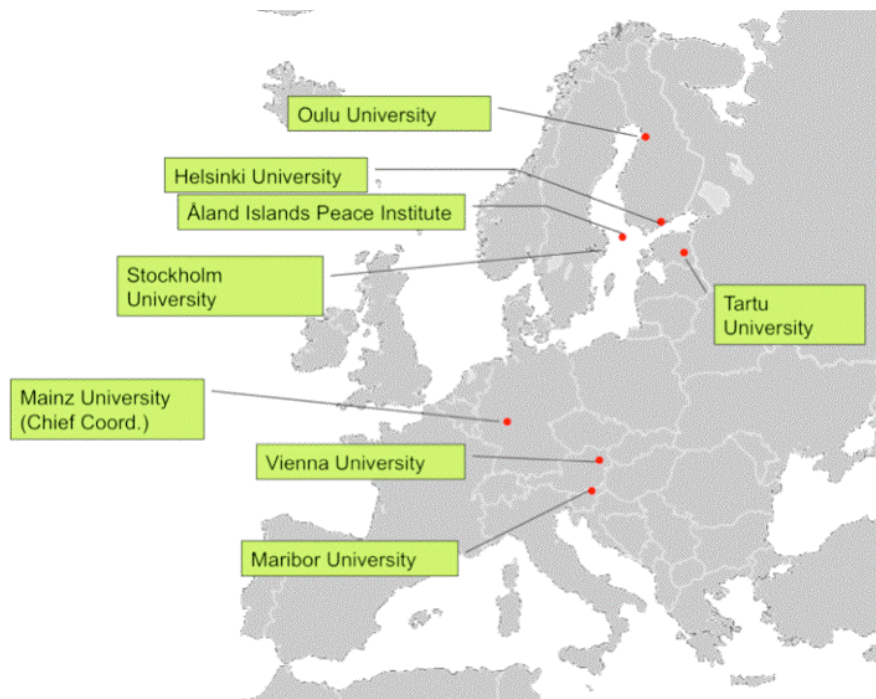 Oulu University
Helsinki University
Åland Islands Peace Institute
Stockholm
University
Tartu
University
Mainz University
(Chief Coord.)
Vienna University
Maribor University